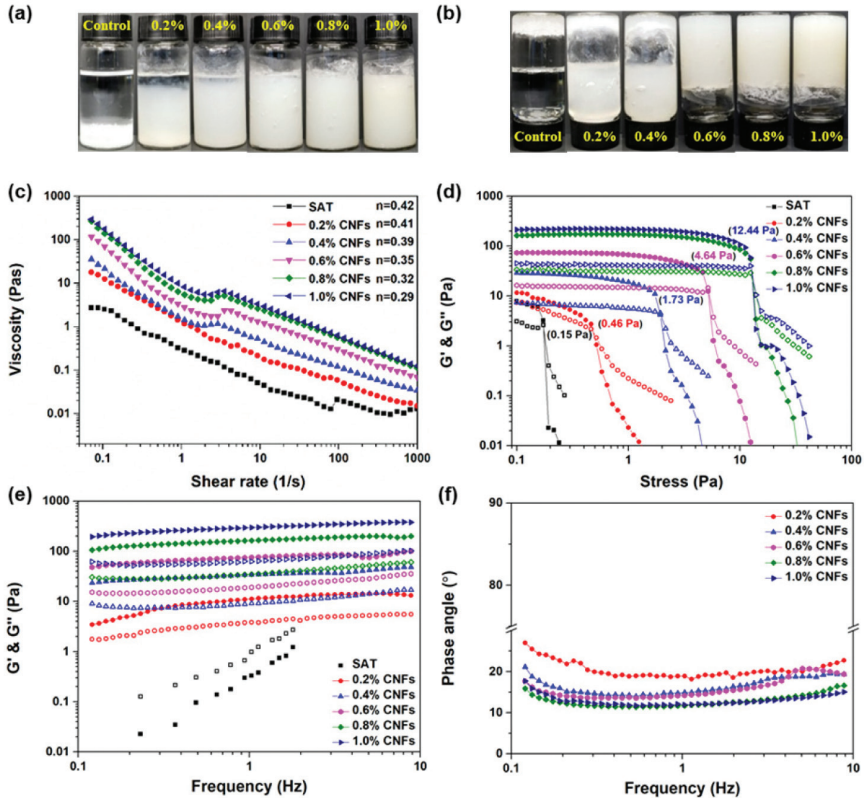 (a)
Control 0.2% 0.4% 0.6% 0.8% 1.0%
(b)
Control 0.2% 0.4% 0.6% 0.8% 1.0%
(c)
1000
100
10
1
0.1
0.01
Viscosity (Pas)
SAT n=0.42
0.2% CNFs n=0.41
0.4% CNFs n=0.39
0.6% CNFs n=0.35
0.8% CNFs n=0.32
1.0% CNFs n=0.29
0.1 1 10 100 1000
Shear rate (1/s)
(d)
1000
100
10
1
0.1
0.01
G' & G" (Pa)
SAT
0.2% CNFs
0.4% CNFs
0.6% CNFs
0.8% CNFs
1.0% CNFs
(12.44 Pa)
(4.64 Pa)
(1.73 Pa)
(0.46 Pa)
(0.15 Pa)
0.1 1 10 100
Stress (Pa)
(e)
1000
100
10
1
0.1
0.01
G' & G" (Pa)
SAT
0.2% CNFs
0.4% CNFs
0.6% CNFs
0.8% CNFs
1.0% CNFs
0.1 1 10
Frequency (Hz)
(f)
90
80
20
10
0
Phase angle (°)
0.2% CNFs
0.4% CNFs
0.6% CNFs
0.8% CNFs
1.0% CNFs
0.1 1 10
Frequency (Hz)